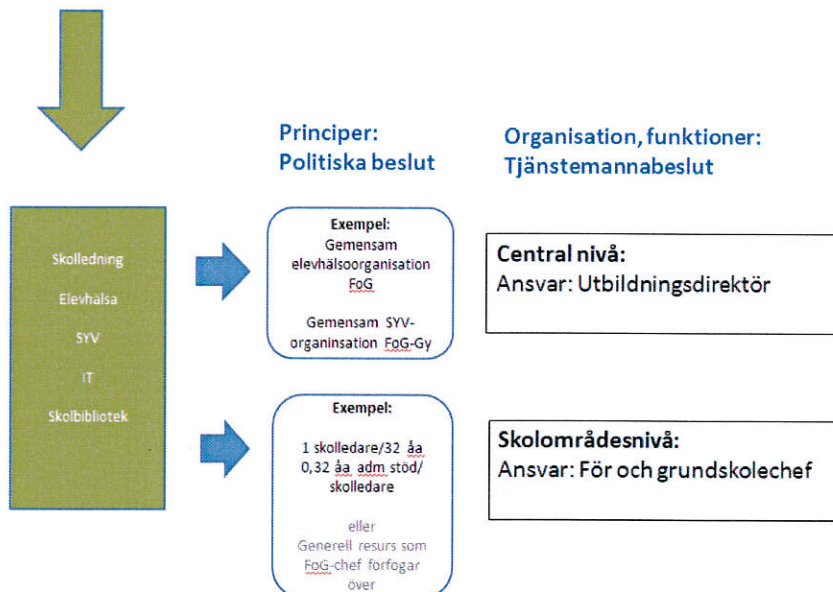 Principer:
Politiska beslut
Organisation, funktioner:
Tjänstemannabeslut
Skolledning
Elevhälsa
SYV
IT
Skolbibliotek
Exempel:
Gemensam
elevhälsoorganisation
FoG
Gemensam SYV-
organinsation FoG-Gy
Central nivå:
Ansvar: Utbildningsdirektör
Exempel:
1 skolledare/32 åa
0,32 åa adm stöd/
skolledare
eller
Generell resurs som
FoG-chef förfogar
över
Skolområdesnivå:
Ansvar: För och grundskolechef